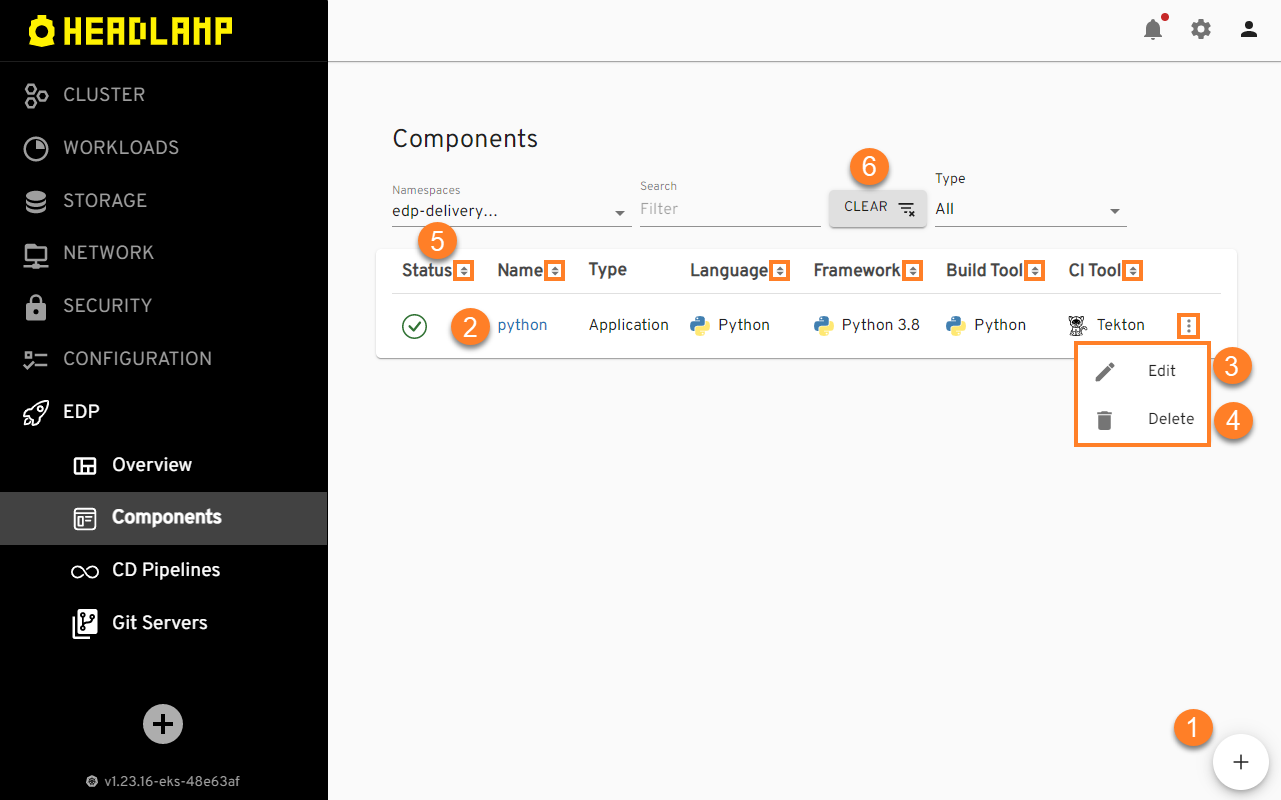 HEADLAMP
CLUSTER
WORKLOADS
STORAGE
NETWORK
SECURITY
CONFIGURATION
EDP
Overview
Components
CD Pipelines
Git Servers
v1.23.16-eks-48e63af
Components
6
Namespaces
edp-delivery...
Search
Filter
CLEAR
Type
All
5
Status Name Type Language Framework Build Tool CI Tool
2 python Application Python Python 3.8 Python Tekton
Edit 3
Delete 4
1